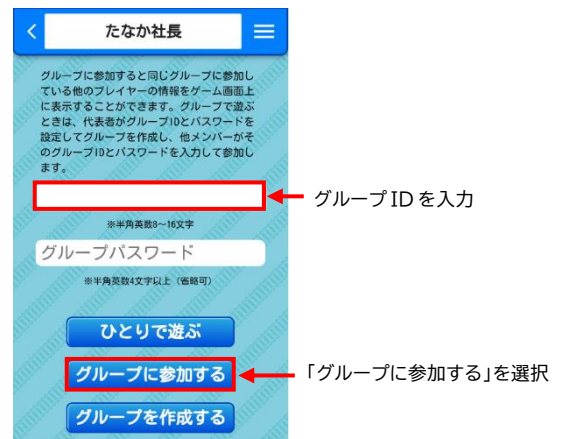 たなか社長
グループに参加すると同じグループに参加し
ている他のプレイヤーの情報をゲーム画面上
に表示することができます。グループで遊ぶ
ときは、代表者がグループIDとパスワードを
設定してグループを作成し、他メンバーがそ
のグループIDとパスワードを入力して参加し
ます。
グループIDを入力
※半角英数8~16文字
グループパスワード
※半角英数4文字以上(省略可)
ひとりで遊ぶ
グループに参加する
「グループに参加する」を選択
グループを作成する